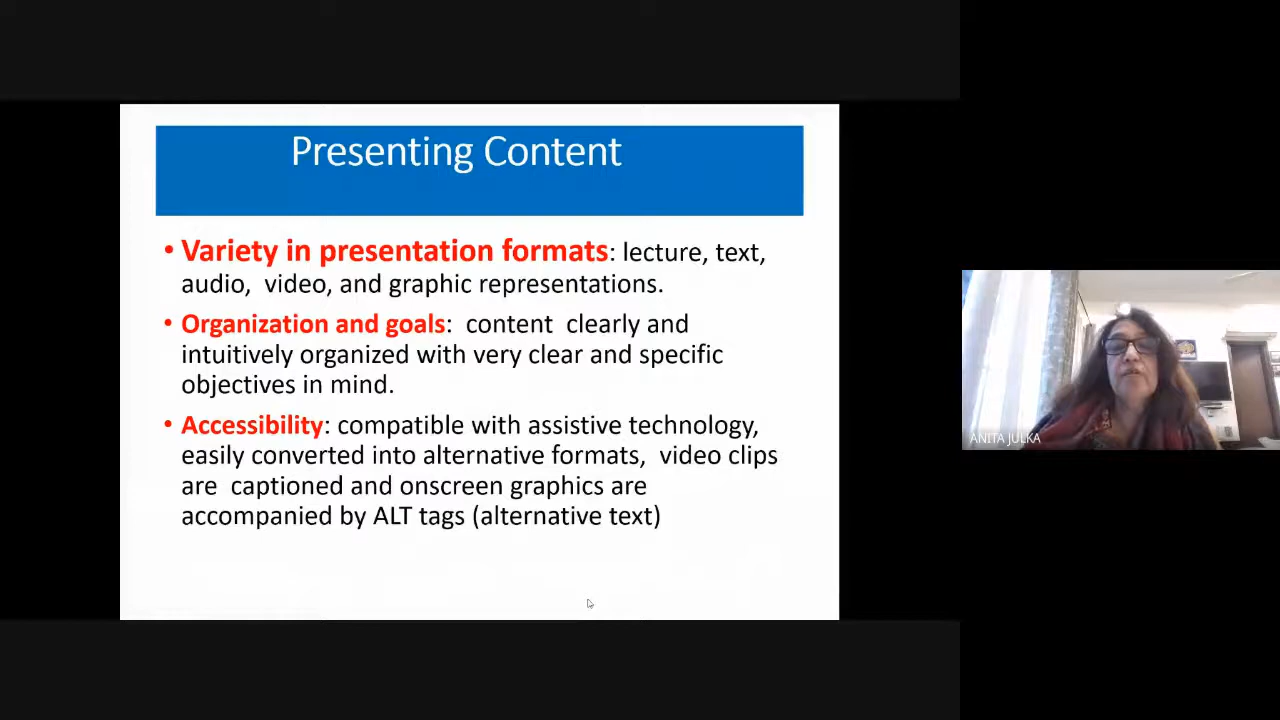 Presenting Content
• Variety in presentation formats: lecture, text,
audio, video, and graphic representations.
• Organization and goals: content clearly and
intuitively organized with very clear and specific
objectives in mind.
• Accessibility: compatible with assistive technology,
easily converted into alternative formats, video clips
are captioned and onscreen graphics are
accompanied by ALT tags (alternative text)
ANITA JULKA